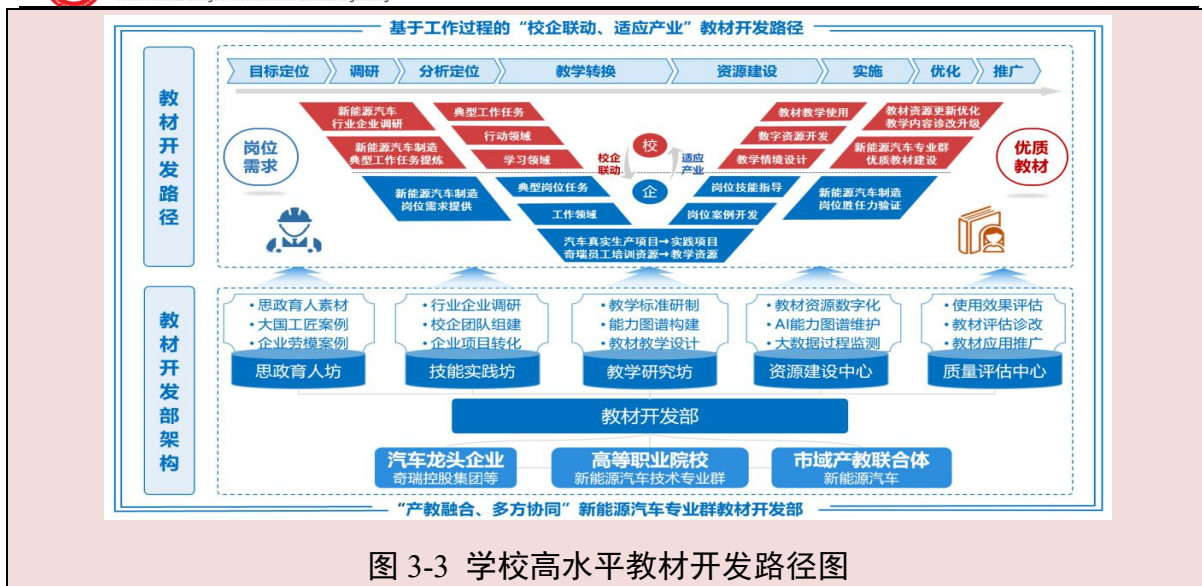 基于工作过程的“校企联动、适应产业”教材开发路径
教材开发路径
目标定位 调研 分析定位 教学转换 资源建设 实施 优化 推广
岗位
需求
新能源汽车
行业企业调研
新能源汽车制造
典型工作任务提炼
典型工作任务
行动领域
学习领域
新能源汽车制造
岗位需求提供
典型岗位任务
工作领域
校企
联动
校
企
适应
产业
汽车真实生产项目→实践项目
奇瑞员工培训资源→教学资源
教材教学使用
数字资源开发
教学情境设计
岗位技能指导
岗位案例开发
教材资源更新优化
教学内容诊改升级
新能源汽车专业群
优质教材建设
新能源汽车制造
岗位胜任力验证
优质
教材
教材开发部架构
•思政育人素材
•大国工匠案例
•企业劳模案例
思政育人坊
•行业企业调研
•校企团队组建
•企业项目转化
技能实践坊
•教学标准研制
•能力图谱构建
•教材教学设计
教学研究坊
•教材资源数字化
•AI能力图谱维护
•大数据过程监测
资源建设中心
•使用效果评估
•教材评估诊改
•教材应用推广
质量评估中心
教材开发部
汽车龙头企业
奇瑞控股集团等
高等职业院校
新能源汽车技术专业群
市域产教联合体
新能源汽车
“产教融合、多方协同”新能源汽车专业群教材开发部
图 3-3 学校高水平教材开发路径图